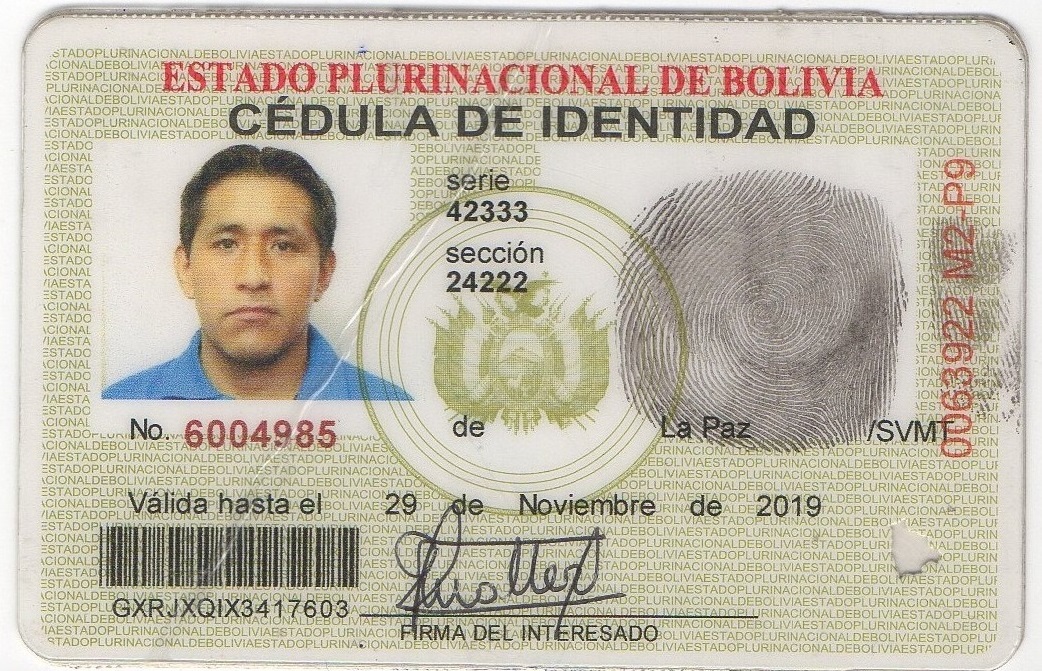 ESTADO PLURINACIONAL DE BOLIVIA
CÉDULA DE IDENTIDAD
serie
42333
sección
24222
0063922 M2-P9
No. 6004985 de La Paz /SVMT
Válida hasta el 29 de Noviembre de 2019
GXRJXQIX3417603
FIRMA DEL INTERESADO